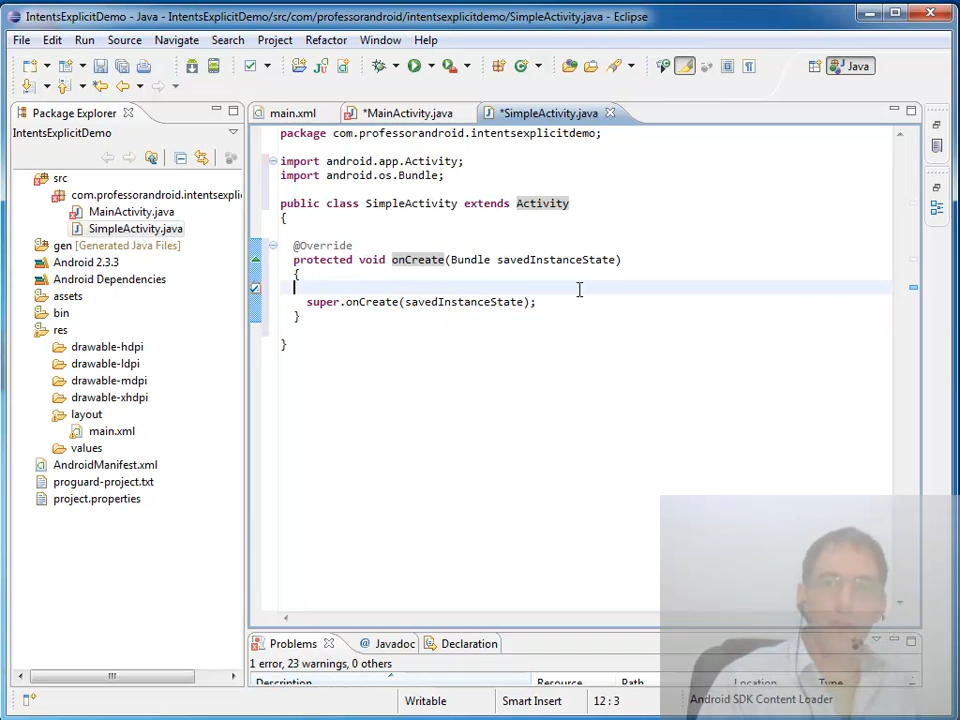 IntentsExplicitDemo - Java - IntentsExplicitDemo/src/com/professorandroid/intentsexplicitdemo/SimpleActivity.java - Eclipse
File Edit Run Source Navigate Search Project Refactor Window Help
Java
Package Explorer
main.xml
*MainActivity.java
*SimpleActivity.java
IntentsExplicitDemo
src
com.professorandroid.intentsexplic
MainActivity.java
SimpleActivity.java
gen [Generated Java Files]
Android 2.3.3
Android Dependencies
assets
bin
res
drawable-hdpi
drawable-ldpi
drawable-mdpi
drawable-xhdpi
layout
main.xml
values
AndroidManifest.xml
proguard-project.txt
project.properties
package com.professorandroid.intentsexplicitdemo;
import android.app.Activity;
import android.os.Bundle;
public class SimpleActivity extends Activity
{
@Override
protected void onCreate(Bundle savedInstanceState)
{
super.onCreate(savedInstanceState);
}
}
Problems
@ Javadoc
Declaration
1 error, 23 warnings, 0 others
Description Resource Path Location Type
Writable
Smart Insert
12 : 3
Android SDK Content Loader